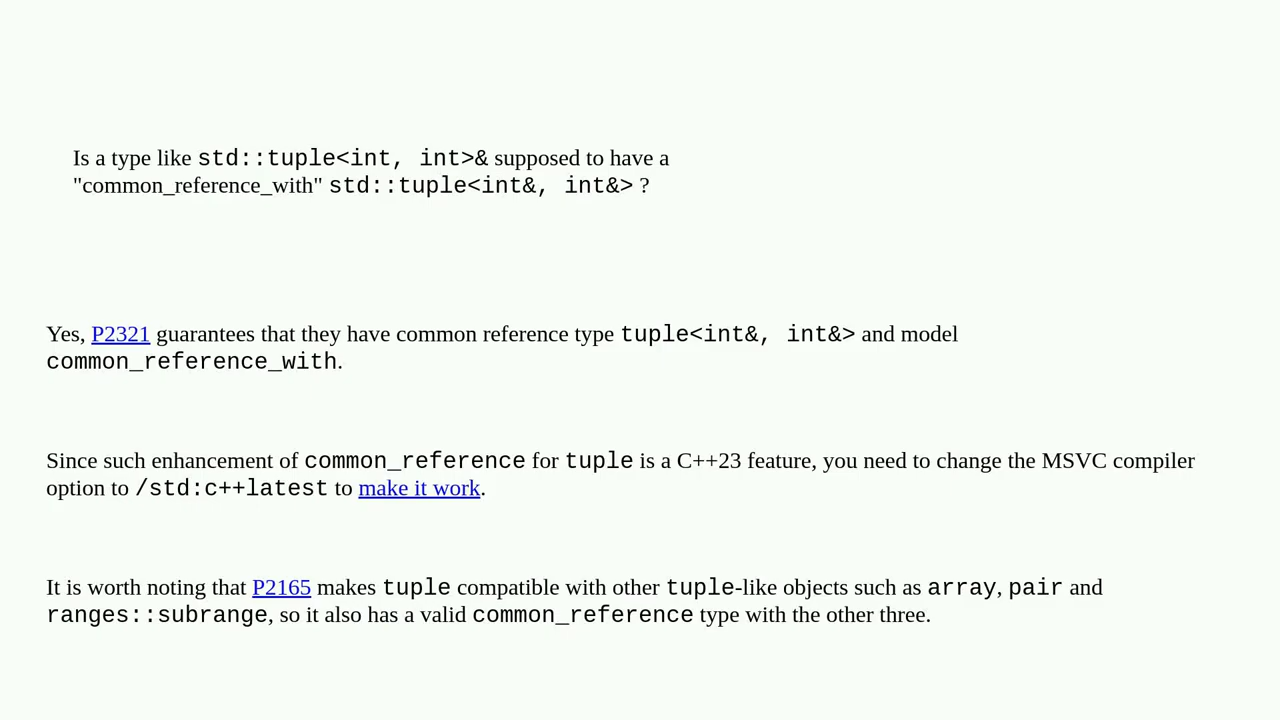 Is a type like std::tuple<int, int>& supposed to have a
"common_reference_with" std::tuple<int&, int&> ?
Yes, P2321 guarantees that they have common reference type tuple<int&, int&> and model
common_reference_with.
Since such enhancement of common_reference for tuple is a C++23 feature, you need to change the MSVC compiler
option to /std:c++latest to make it work.
It is worth noting that P2165 makes tuple compatible with other tuple-like objects such as array, pair and
ranges::subrange, so it also has a valid common_reference type with the other three.